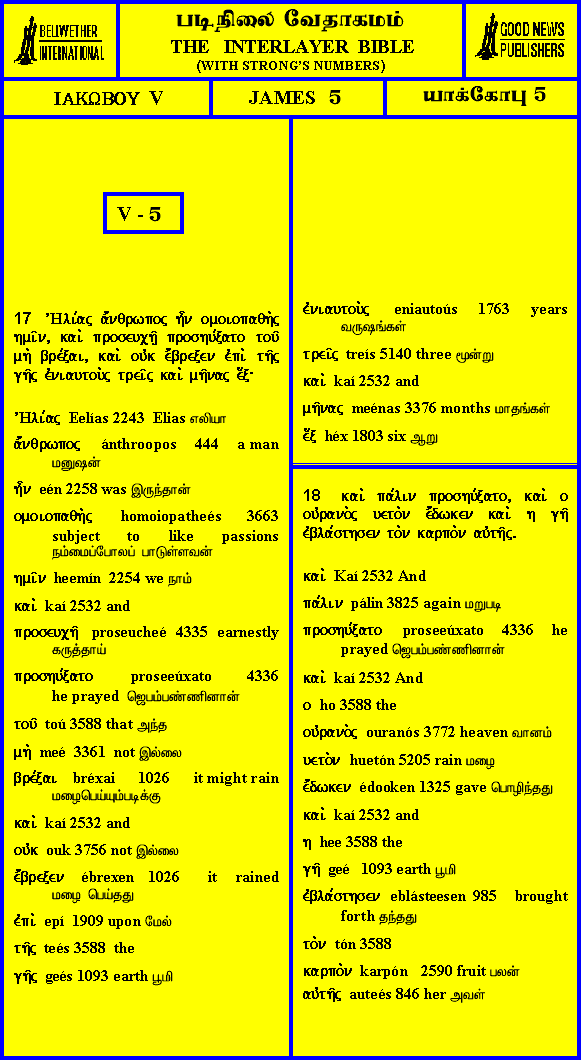 BELLWETHER
INTERNATIONAL
படிநிலை வேதாகமம்
THE INTERLAYER BIBLE
(WITH STRONG'S NUMBERS)
GOOD NEWS
PUBLISHERS
ΙΑΚΩΒΟΥ V
JAMES 5
யாக்கோபு 5
V - 5
17 Ἠλίας ἄνθρωπος ἦν ομοιοπαθὴς
ημῖν, καὶ προσευχῆ προσηύξατο τοῦ
μὴ βρέξαι, καὶ οὐκ ἔβρεξεν ἐπὶ τῆς
γῆς ἐνιαυτοὺς τρεῖς καὶ μῆνας ἕξ·
Ἠλίας Eelías 2243 Elias எலியா
ἄνθρωπος ánthroopos 444 a man
மனுஷன்
ἦν eén 2258 was இருந்தான்
ομοιοπαθὴς homoiopatheés 3663
subject to like passions
நம்மைப்போலப் பாடுள்ளவன்
ημῖν heemín 2254 we நாம்
καὶ kaí 2532 and
προσευχῆ proseucheé 4335 earnestly
கருத்தாய்
προσηύξατο proseeúxato 4336
he prayed ஜெபம்பண்ணினான்
τοῦ toú 3588 that அந்த
μὴ meé 3361 not இல்லை
βρέξαι bréxai 1026 it might rain
மழைபெய்யும்படிக்கு
καὶ kaí 2532 and
οὐκ ouk 3756 not இல்லை
ἔβρεξεν ébrexen 1026 it rained
மழை பெய்தது
ἐπὶ epí 1909 upon மேல்
τῆς teés 3588 the
γῆς geés 1093 earth பூமி
ἐνιαυτοὺς eniautoús 1763 years
வருஷங்கள்
τρεῖς treís 5140 three மூன்று
καὶ kaí 2532 and
μῆνας meénas 3376 months மாதங்கள்
ἕξ héx 1803 six ஆறு
18 καὶ πάλιν προσηύξατο, καὶ ο
οὐρανὸς υετὸν ἔδωκεν καὶ η γῆ
ἐβλάστησεν τὸν καρπὸν αὐτῆς.
καὶ Kaí 2532 And
πάλιν pálin 3825 again மறுபடி
προσηύξατο proseeúxato 4336 he
prayed ஜெபம்பண்ணினான்
καὶ kaí 2532 And
ο ho 3588 the
οὐρανὸς ouranós 3772 heaven வானம்
υετὸν huetón 5205 rain மழை
ἔδωκεν édooken 1325 gave பொழிந்தது
καὶ kaí 2532 and
η hee 3588 the
γῆ geé 1093 earth பூமி
ἐβλάστησεν eblásteesen 985 brought
forth தந்தது
τὸν tón 3588
καρπὸν karpón 2590 fruit பலன்
αὐτῆς auteés 846 her அவள்